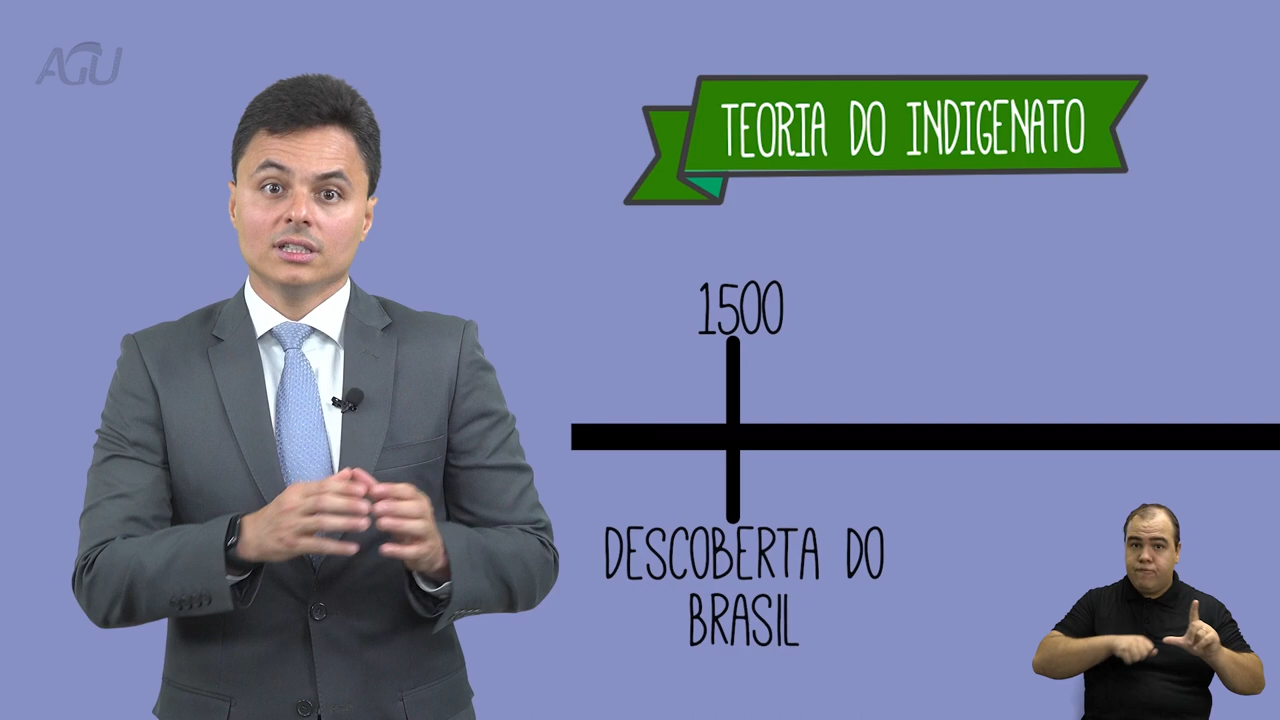 AGU
TEORIA DO INDIGENATO
1500
DESCOBERTA DO
BRASIL